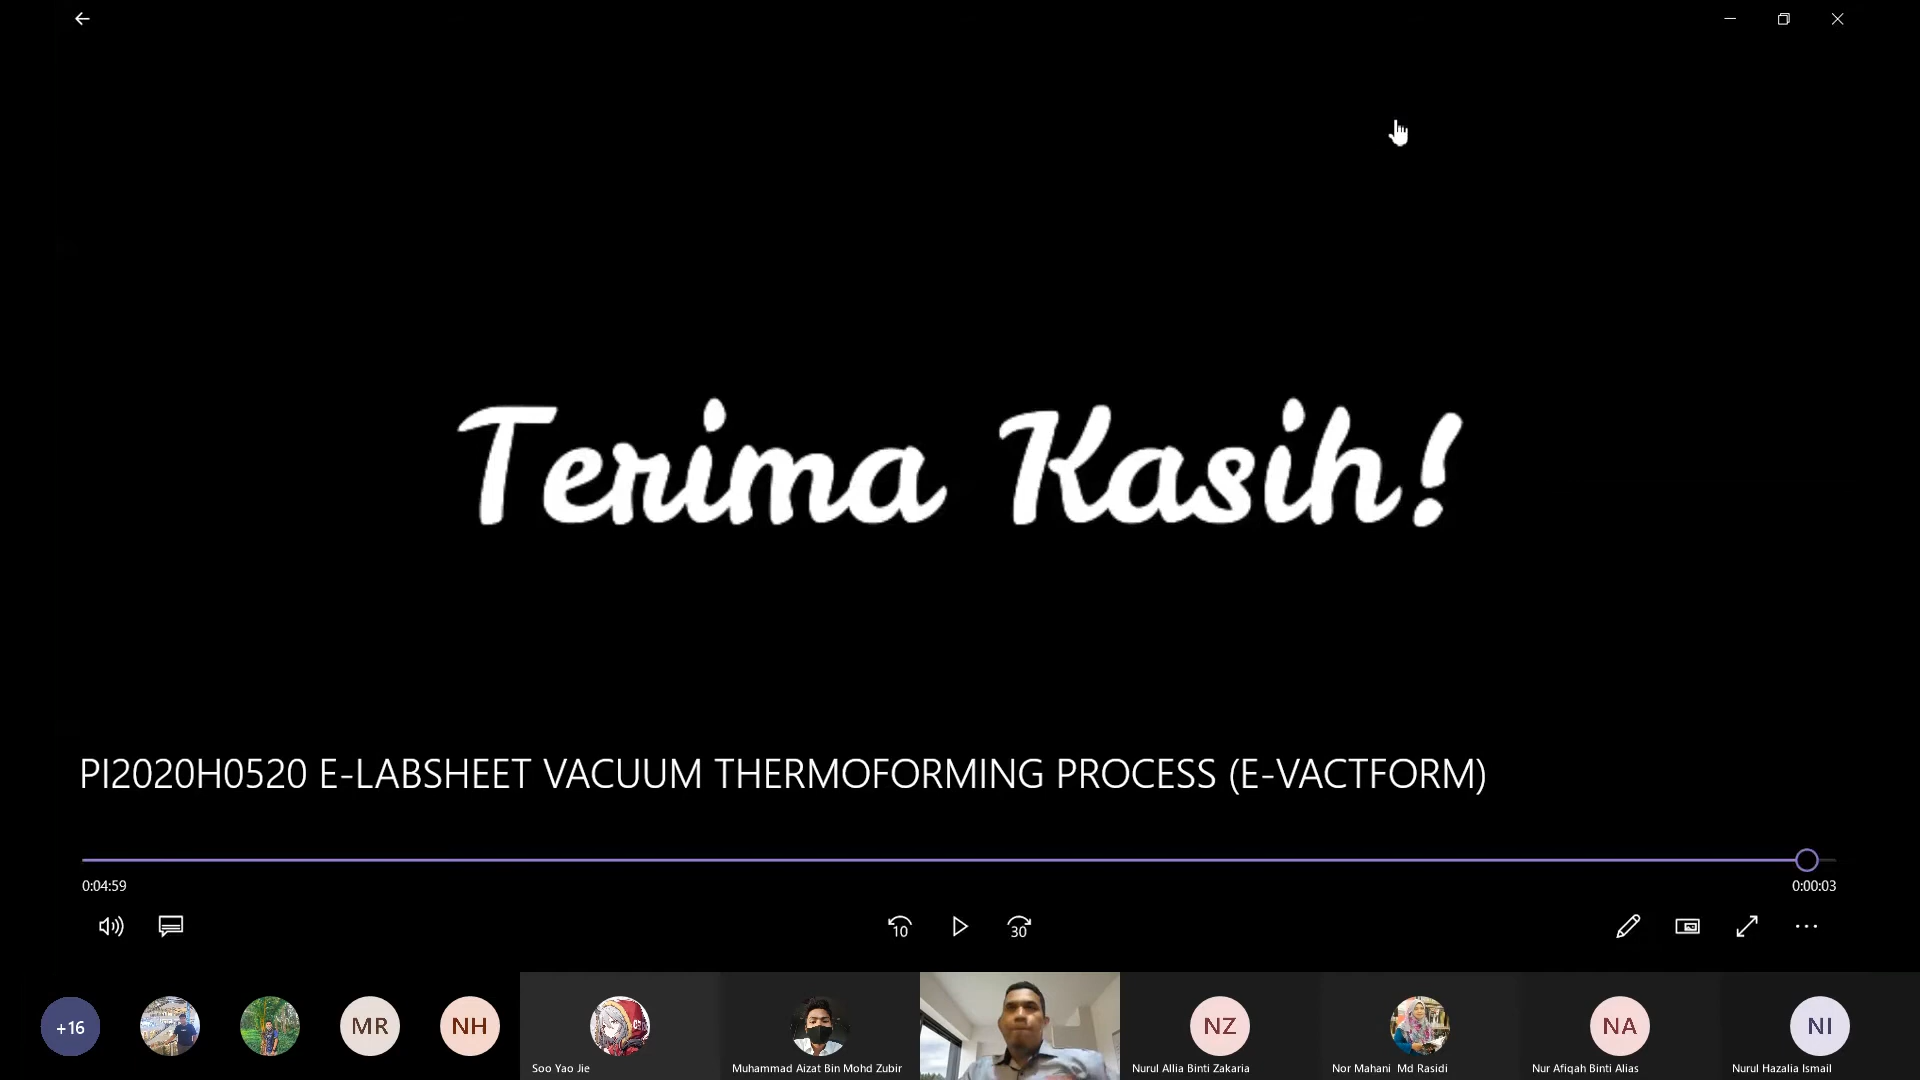 Terima Kasih!
PI2020H0520 E-LABSHEET VACUUM THERMOFORMING PROCESS (E-VACTFORM)
0:04:59
0:00:03
10
30
+16
MR
NH
NZ
NA
NI
Soo Yao Jie
Muhammad Aizat Bin Mohd Zubir
Nurul Allia Binti Zakaria
Nor Mahani Md Rasidi
Nur Afiqah Binti Alias
Nurul Hazalia Ismail